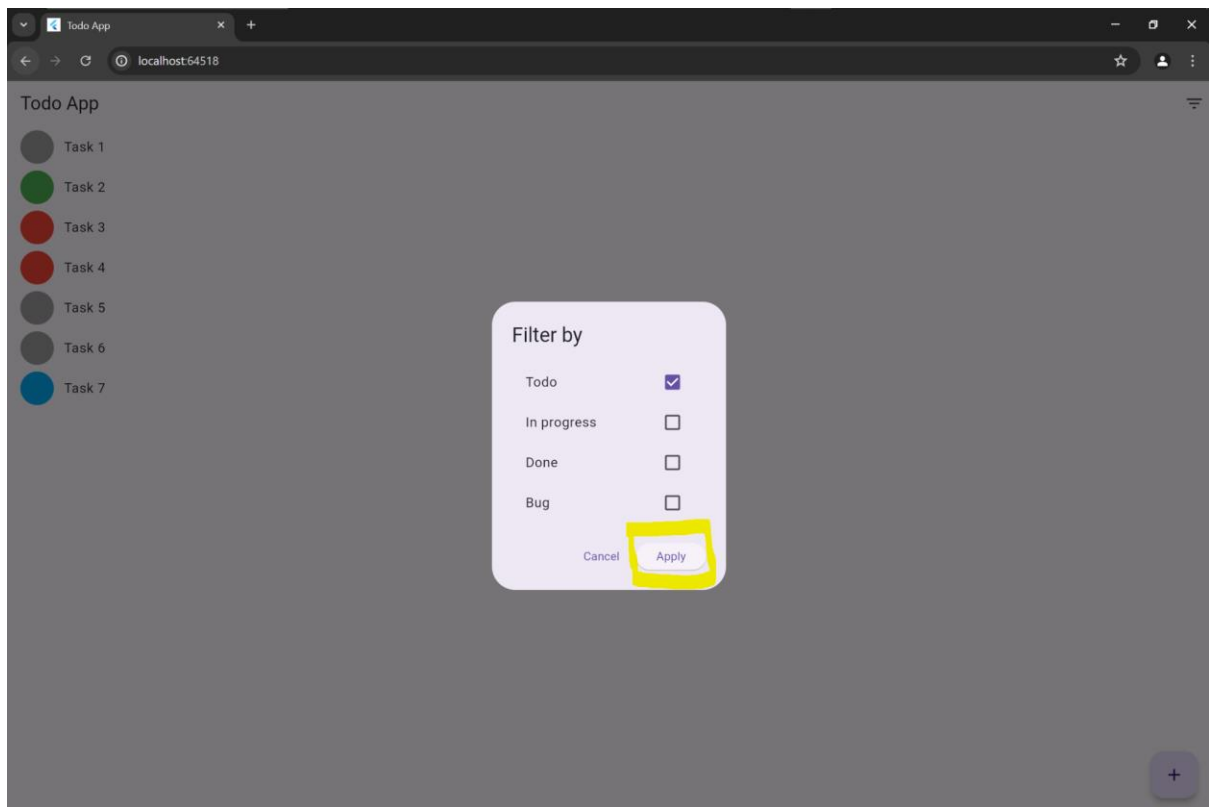 Todo App
localhost:64518
Todo App
Task 1
Task 2
Task 3
Task 4
Task 5
Task 6
Task 7
Filter by
Todo
In progress
Done
Bug
Cancel Apply